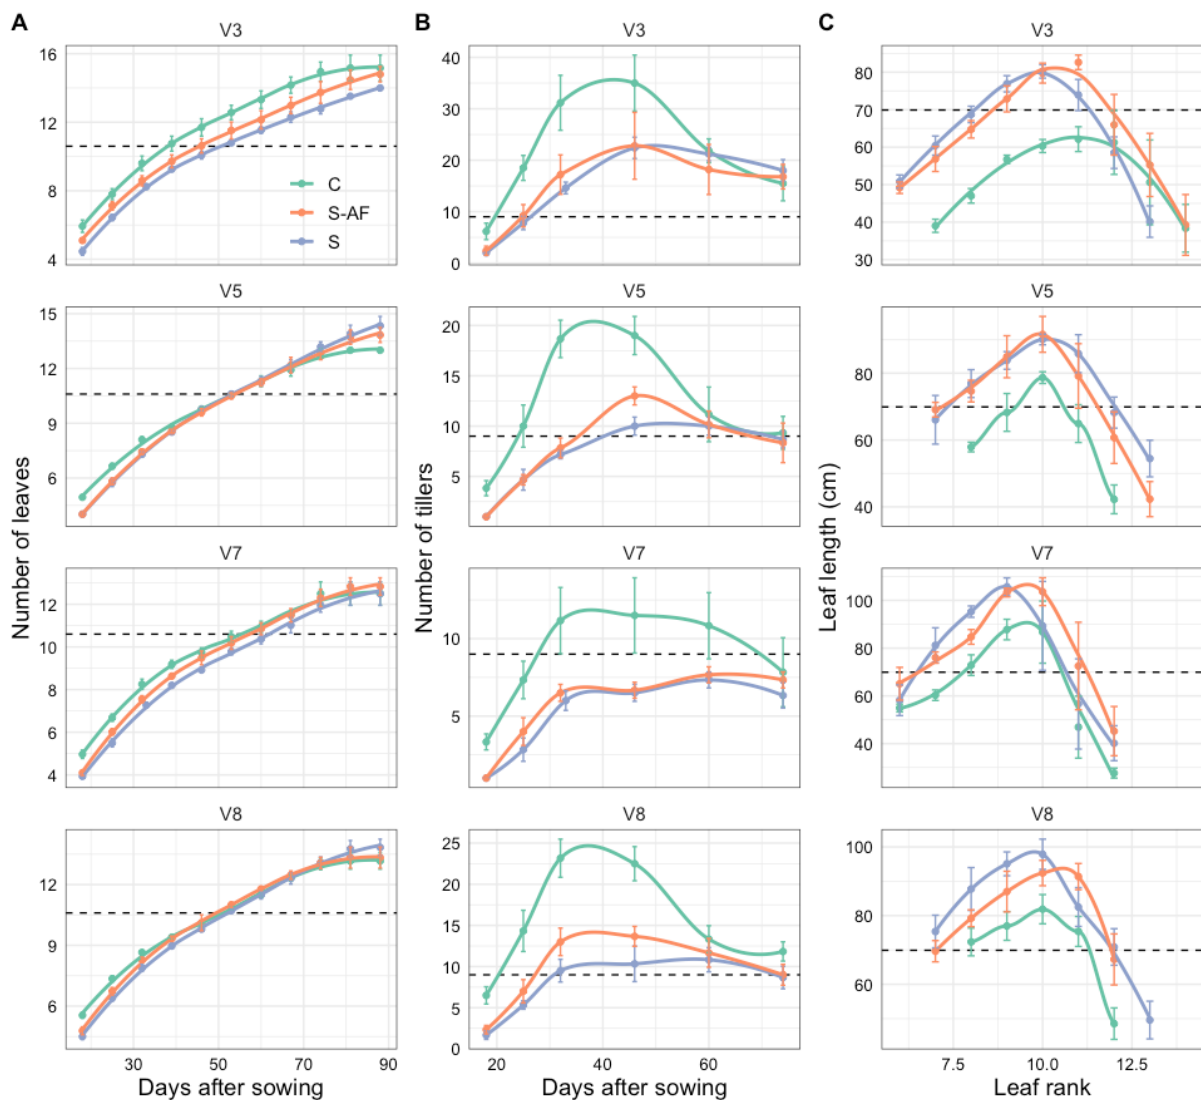 A
B
C
V3
V3
V3
16
12
8
4
C
S-AF
S
40
30
20
10
0
80
70
60
50
40
30
V5
V5
V5
15
12
9
6
20
15
10
5
80
60
40
V7
V7
V7
12
10
8
6
4
10
5
100
80
60
40
V8
V8
V8
12
9
6
25
20
15
10
5
0
100
80
60
Number of leaves
Number of tillers
Leaf length (cm)
30
50
70
90
20
40
60
7.5
10.0
12.5
Days after sowing
Days after sowing
Leaf rank